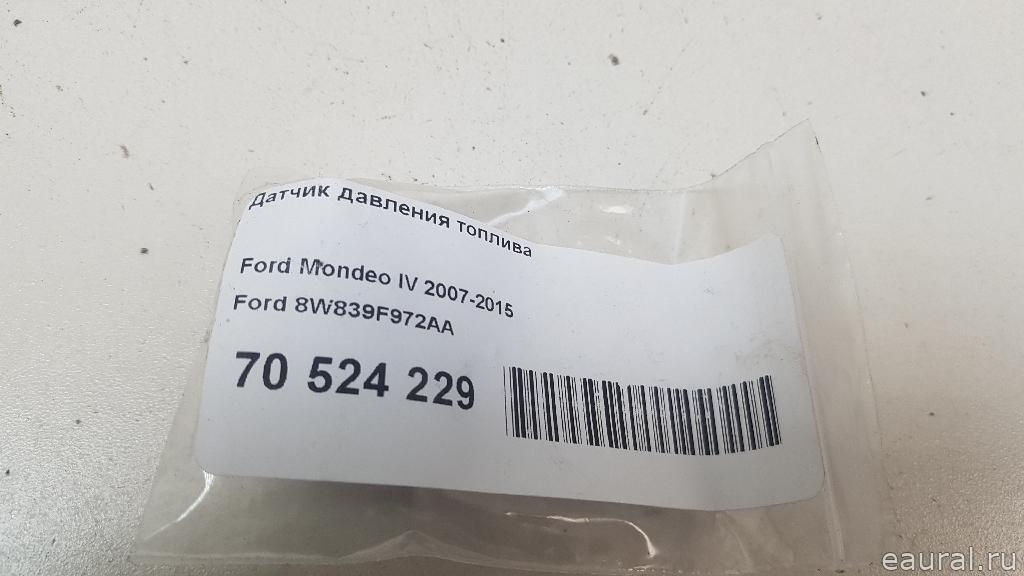 Датчик давления топлива
Ford Mondeo IV 2007-2015
Ford 8W839F972AA
70 524 229
eaural.ru